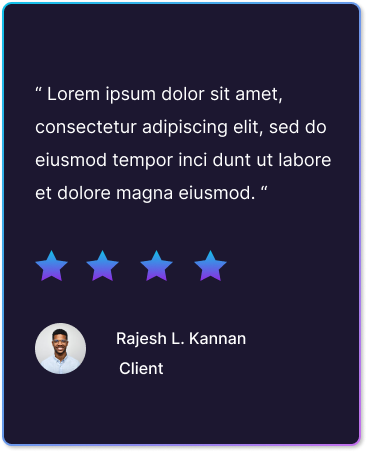 “ Lorem ipsum dolor sit amet,
consectetur adipiscing elit, sed do
eiusmod tempor inci dunt ut labore
et dolore magna eiusmod. “
Rajesh L. Kannan
Client